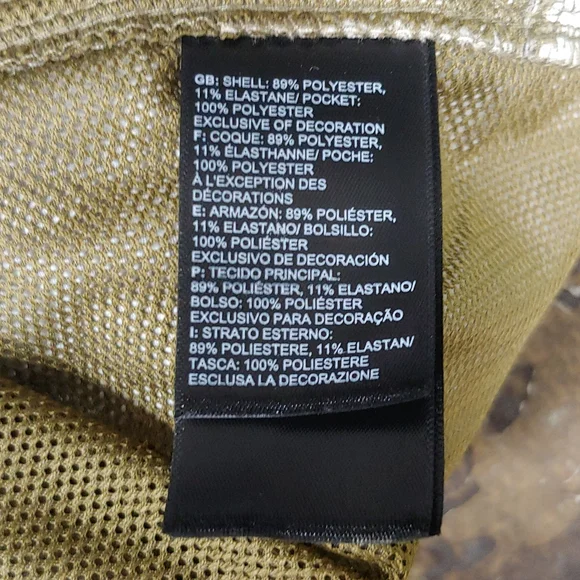 GB: SHELL: 89% POLYESTER,
11% ELASTANE/ POCKET:
100% POLYESTER
EXCLUSIVE OF DECORATION
F: COQUE: 89% POLYESTER,
11% ÉLASTHANNE/ POCHE:
100% POLYESTER
À L'EXCEPTION DES
DÉCORATIONS
E: ARMAZÓN: 89% POLIÉSTER,
11% ELASTANO/ BOLSILLO:
100% POLIÉSTER
EXCLUSIVO DE DECORACIÓN
P: TECIDO PRINCIPAL:
89% POLIÉSTER, 11% ELASTANO/
BOLSO: 100% POLIÉSTER
EXCLUSIVO PARA DECORAÇÃO
I: STRATO ESTERNO:
89% POLIESTERE, 11% ELASTAN/
TASCA: 100% POLIESTERE
ESCLUSA LA DECORAZIONE